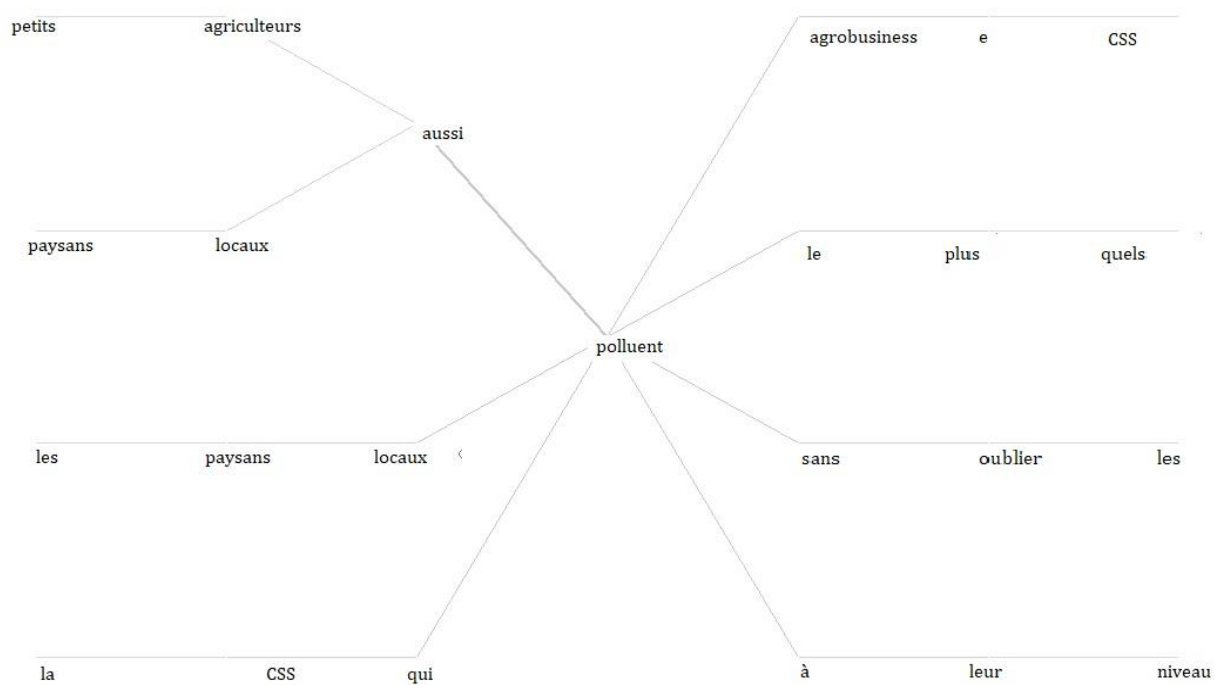 petits agriculteurs agrobusiness e CSS
aussi
paysans locaux le plus quels
polluent
les paysans locaux sans oublier les
la CSS qui à leur niveau